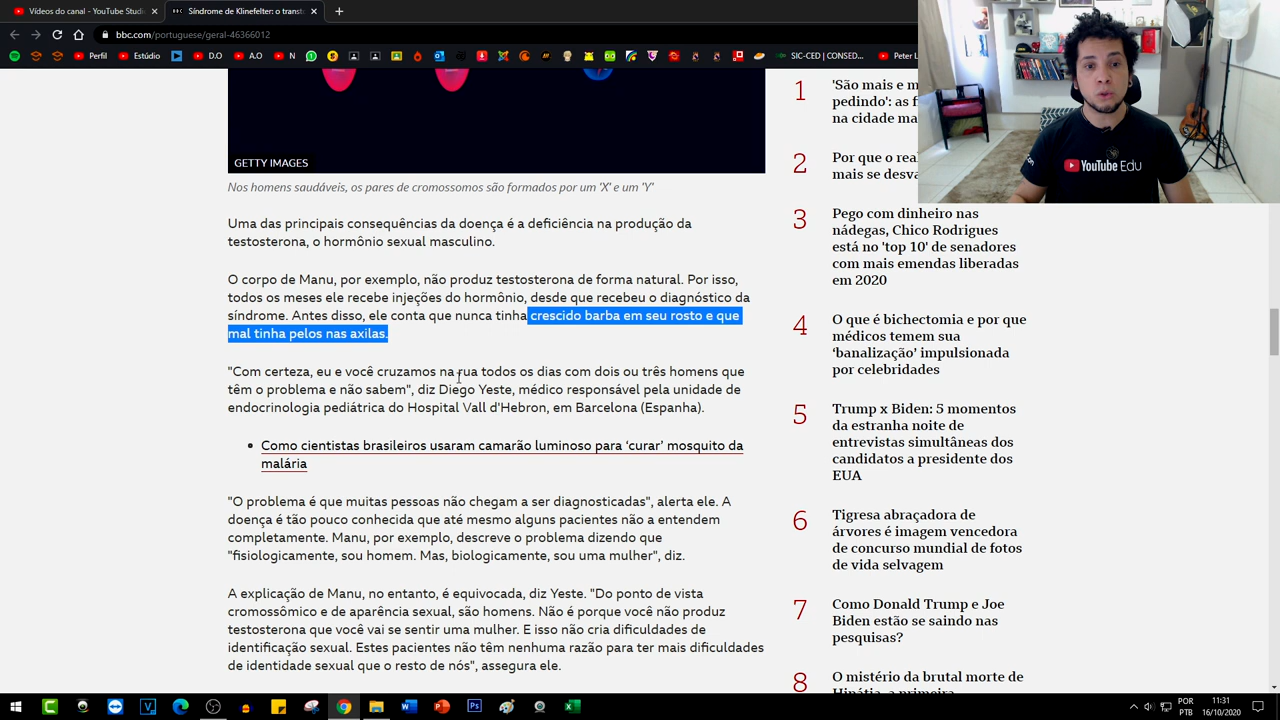 Vídeos do canal - YouTube Studi
Síndrome de Klinefelter: o transt
bbc.com/portuguese/geral-46366012
Perfil
Estúdio
D.O
A.O
N
SIC-CED | CONSED...
Peter L
GETTY IMAGES
Nos homens saudáveis, os pares de cromossomos são formados por um 'X' e um 'Y'
Uma das principais consequências da doença é a deficiência na produção da
testosterona, o hormônio sexual masculino.
O corpo de Manu, por exemplo, não produz testosterona de forma natural. Por isso,
todos os meses ele recebe injeções do hormônio, desde que recebeu o diagnóstico da
síndrome. Antes disso, ele conta que nunca tinha crescido barba em seu rosto e que
mal tinha pelos nas axilas.
"Com certeza, eu e você cruzamos na rua todos os dias com dois ou três homens que
têm o problema e não sabem", diz Diego Yeste, médico responsável pela unidade de
endocrinologia pediátrica do Hospital Vall d'Hebron, em Barcelona (Espanha).
Como cientistas brasileiros usaram camarão luminoso para ‘curar’ mosquito da
malária
"O problema é que muitas pessoas não chegam a ser diagnosticadas", alerta ele. A
doença é tão pouco conhecida que até mesmo alguns pacientes não a entendem
completamente. Manu, por exemplo, descreve o problema dizendo que
"fisiologicamente, sou homem. Mas, biologicamente, sou uma mulher", diz.
A explicação de Manu, no entanto, é equivocada, diz Yeste. "Do ponto de vista
cromossômico e de aparência sexual, são homens. Não é porque você não produz
testosterona que você vai se sentir uma mulher. E isso não cria dificuldades de
identificação sexual. Estes pacientes não têm nenhuma razão para ter mais dificuldades
de identidade sexual que o resto de nós", assegura ele.
1
'São mais e m
pedindo': as f
na cidade ma
2
Por que o rea
mais se desva
3
Pego com dinheiro nas
nádegas, Chico Rodrigues
está no 'top 10' de senadores
com mais emendas liberadas
em 2020
4
O que é bichectomia e por que
médicos temem sua
‘banalização’ impulsionada
por celebridades
5
Trump x Biden: 5 momentos
da estranha noite de
entrevistas simultâneas dos
candidatos a presidente dos
EUA
6
Tigresa abraçadora de
árvores é imagem vencedora
de concurso mundial de fotos
de vida selvagem
7
Como Donald Trump e Joe
Biden estão se saindo nas
pesquisas?
8
O mistério da brutal morte de
Hipátia, a primeira
YouTube Edu
POR
PTB
11:31
16/10/2020